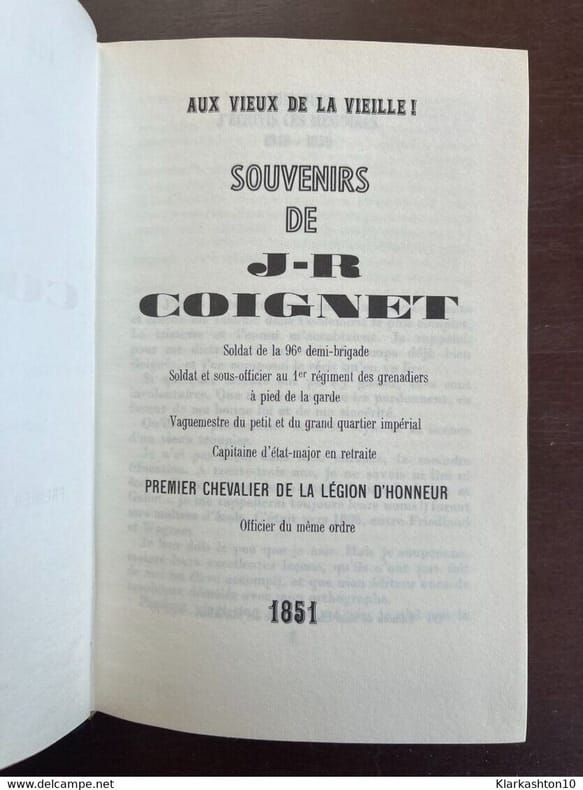 AUX VIEUX DE LA VIEILLE!
SOUVENIRS
DE
J-R
COIGNET
Soldat de la 96e demi-brigade
Soldat et sous-officier au 1er régiment des grenadiers
à pied de la garde
Vaguemestre du petit et du grand quartier impérial
Capitaine d'état-major en retraite
PREMIER CHEVALIER DE LA LÉGION D'HONNEUR
Officier du même ordre
1851
www.delcampe.net
Klarkashton10